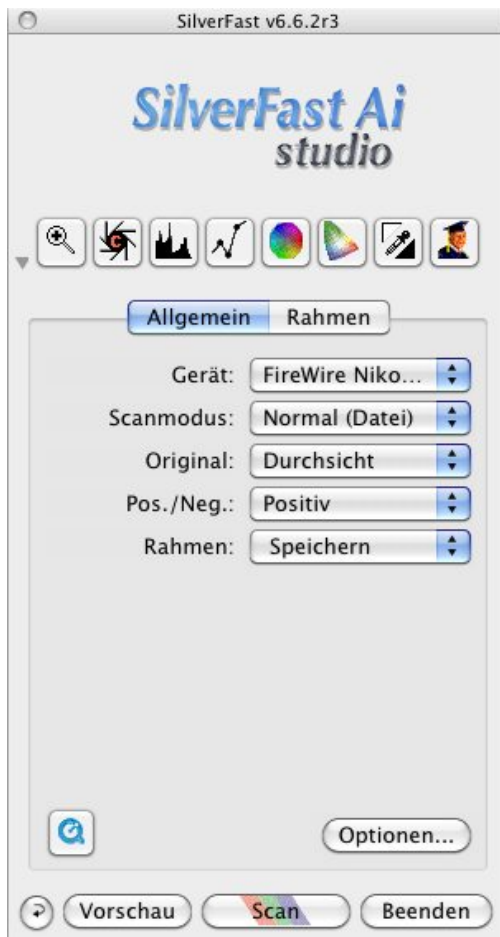 SilverFast v6.6.2r3
SilverFast Ai
studio
C
Allgemein Rahmen
Gerät: FireWire Niko...
Scanmodus: Normal (Datei)
Original: Durchsicht
Pos./Neg.: Positiv
Rahmen: Speichern
Optionen...
Vorschau Scan Beenden